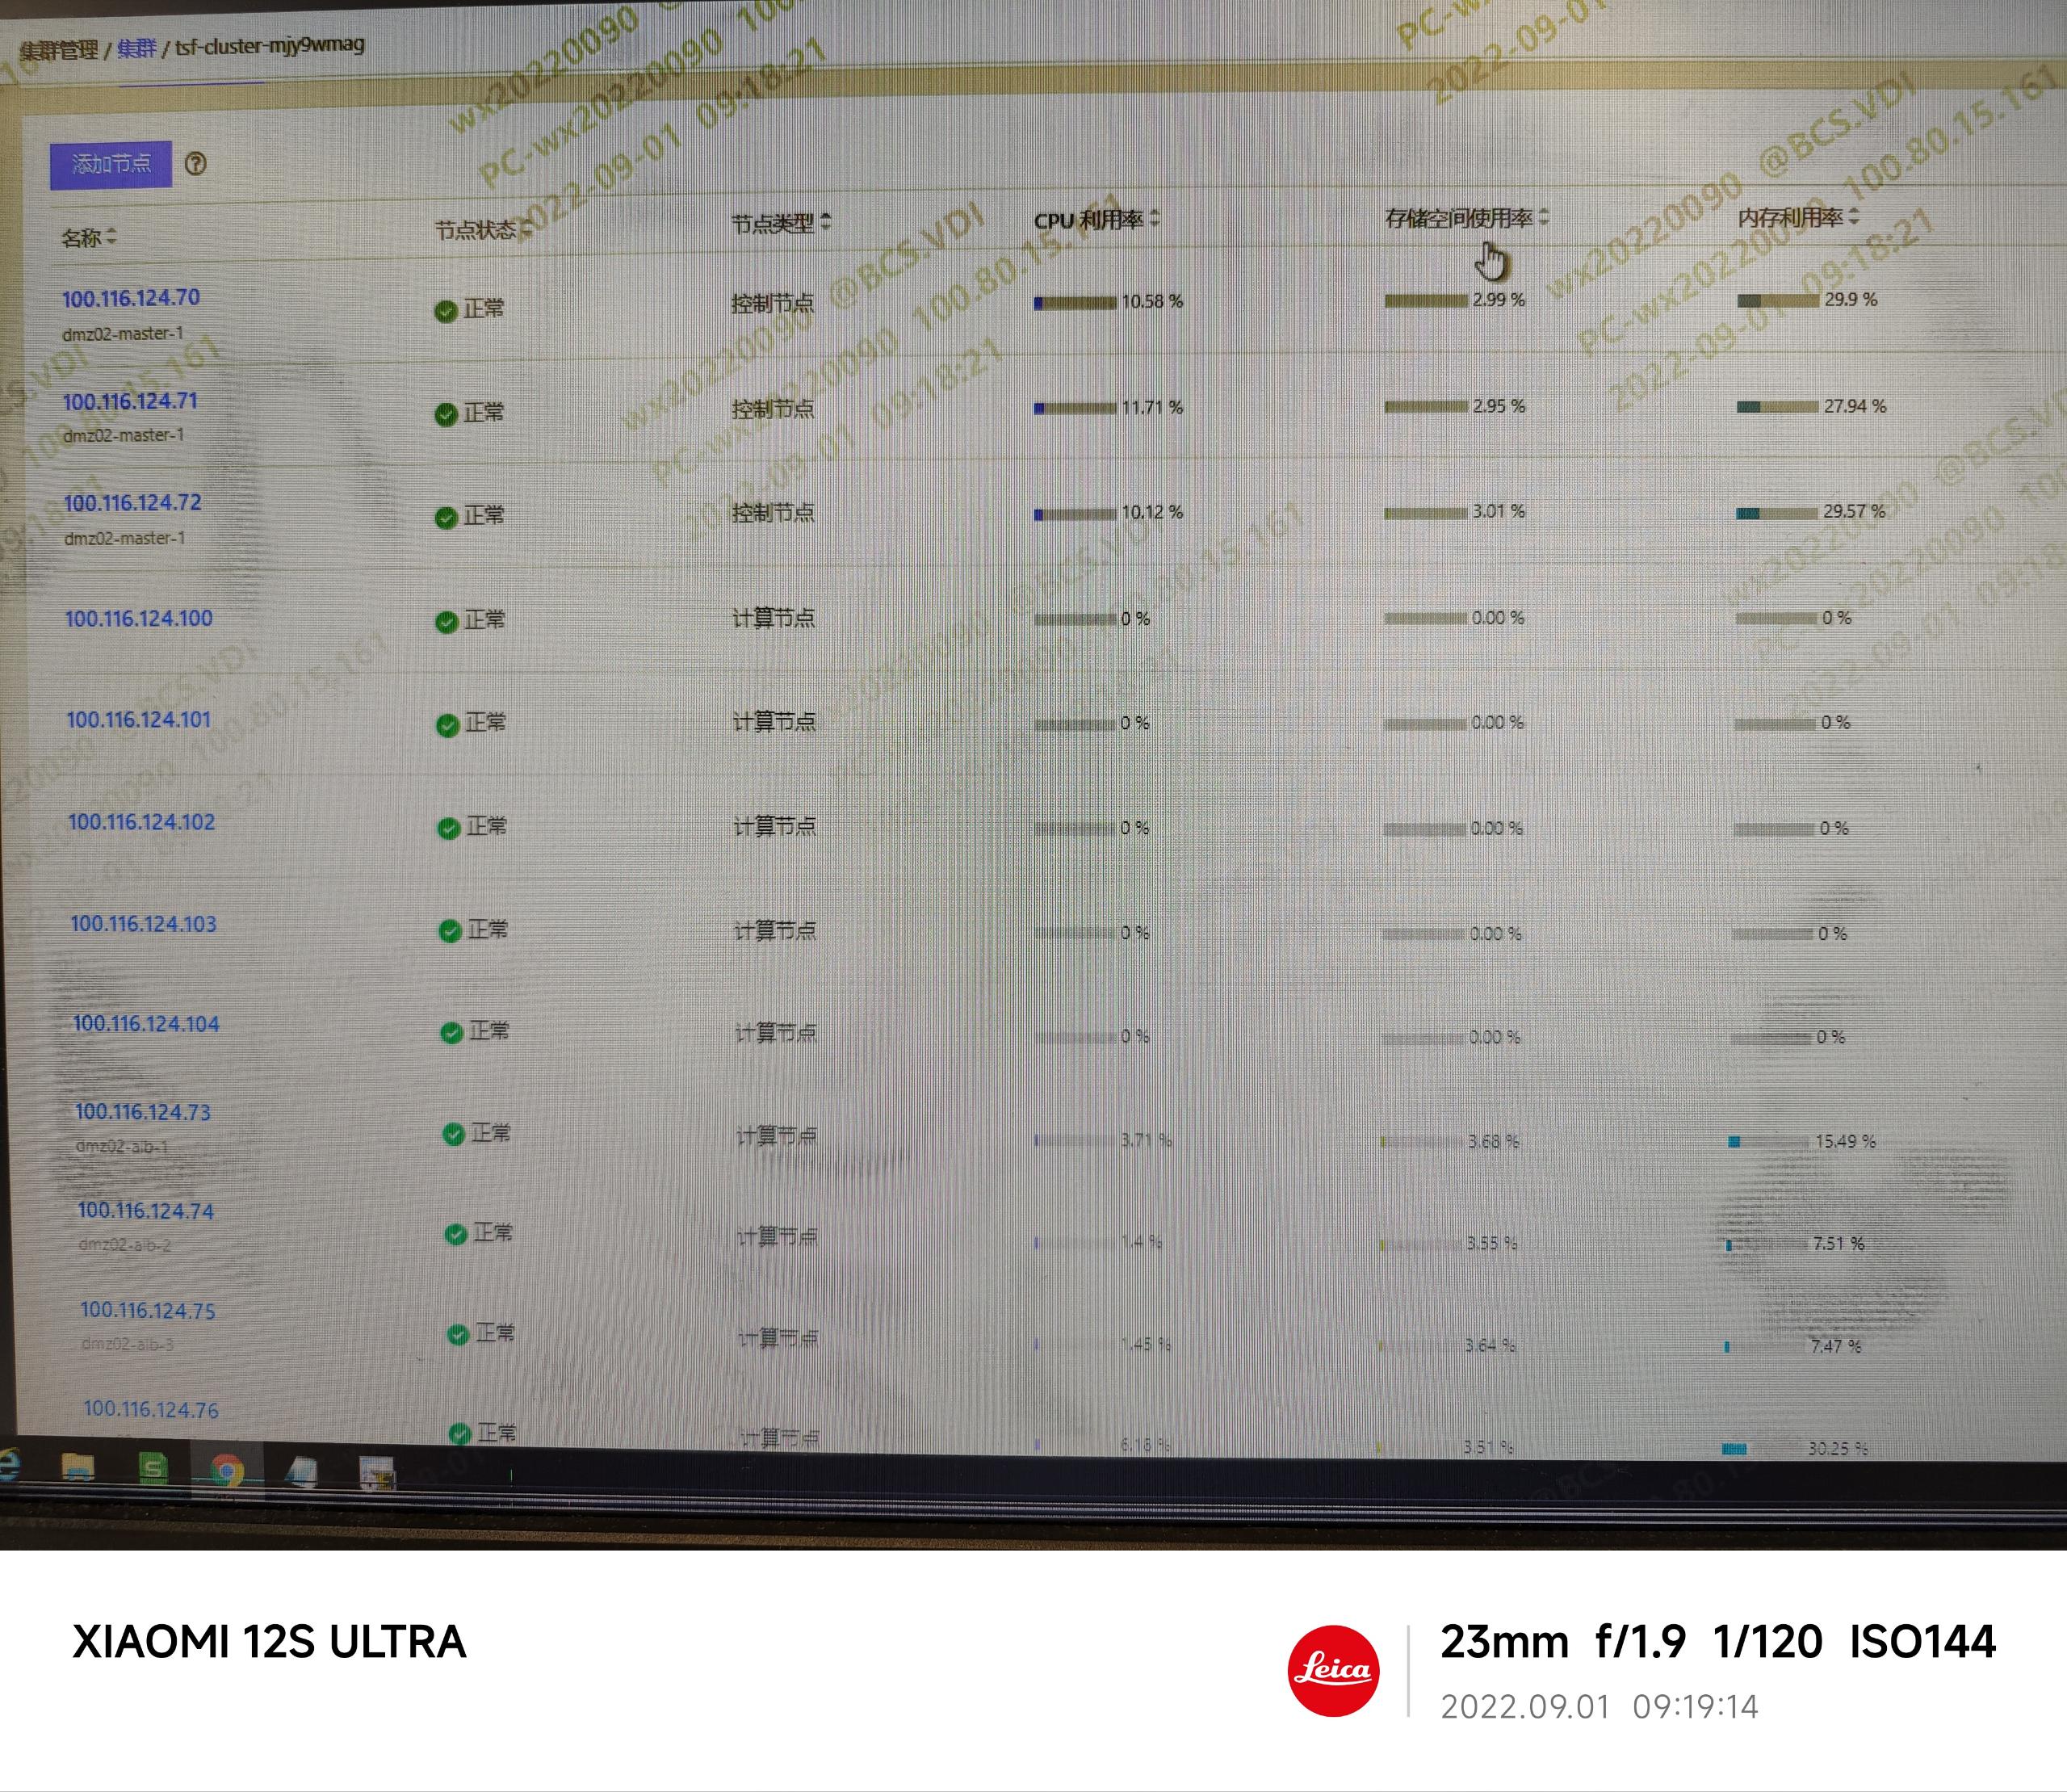 集群管理 / 集群 / tsf-cluster-mjy9wmag
添加节点 ?
名称 节点状态 节点类型 CPU 利用率 存储空间使用率 内存利用率
100.116.124.70 正常 控制节点 10.58 % 2.99 % 29.9 %
dmz02-master-1
100.116.124.71 正常 控制节点 11.71 % 2.95 % 27.94 %
dmz02-master-1
100.116.124.72 正常 控制节点 10.12 % 3.01 % 29.57 %
dmz02-master-1
100.116.124.100 正常 计算节点 0 % 0.00 % 0 %
100.116.124.101 正常 计算节点 0 % 0.00 % 0 %
100.116.124.102 正常 计算节点 0 % 0.00 % 0 %
100.116.124.103 正常 计算节点 0 % 0.00 % 0 %
100.116.124.104 正常 计算节点 0 % 0.00 % 0 %
100.116.124.73 正常 计算节点 3.71 % 3.68 % 15.49 %
dmz02-alb-1
100.116.124.74 正常 计算节点 1.4 % 3.55 % 7.51 %
dmz02-alb-2
100.116.124.75 正常 计算节点 1.45 % 3.64 % 7.47 %
dmz02-alb-3
100.116.124.76 正常 计算节点 6.18 % 3.51 % 30.25 %
wx20220090 @BCS.VDI
PC-wx20220090 100.80.15.161
2022-09-01 09:18:21
XIAOMI 12S ULTRA
Leica
23mm f/1.9 1/120 ISO144
2022.09.01 09:19:14